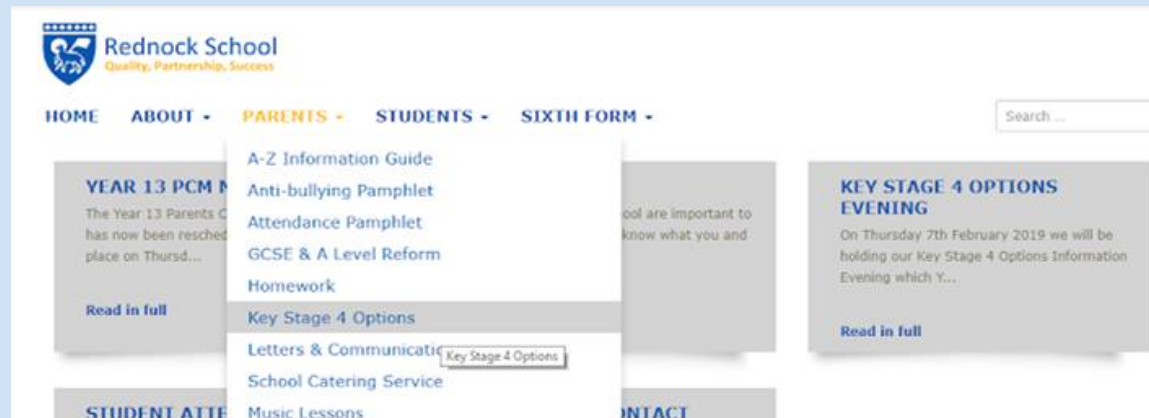 Rednock School
Quality, Partnership, Success
HOME ABOUT PARENTS STUDENTS SIXTH FORM
Search ...
A-Z Information Guide
Anti-bullying Pamphlet
Attendance Pamphlet
GCSE & A Level Reform
Homework
Key Stage 4 Options
Letters & Communicatio
Key Stage 4 Options
School Catering Service
Music Lessons
YEAR 13 PCM
The Year 13 Parents
has now been resched
place on Thursd...
Read in full
ool are important to
know what you and
KEY STAGE 4 OPTIONS
EVENING
On Thursday 7th February 2019 we will be
holding our Key Stage 4 Options Information
Evening which Y...
Read in full
STUDENT ATTE
ONTACT